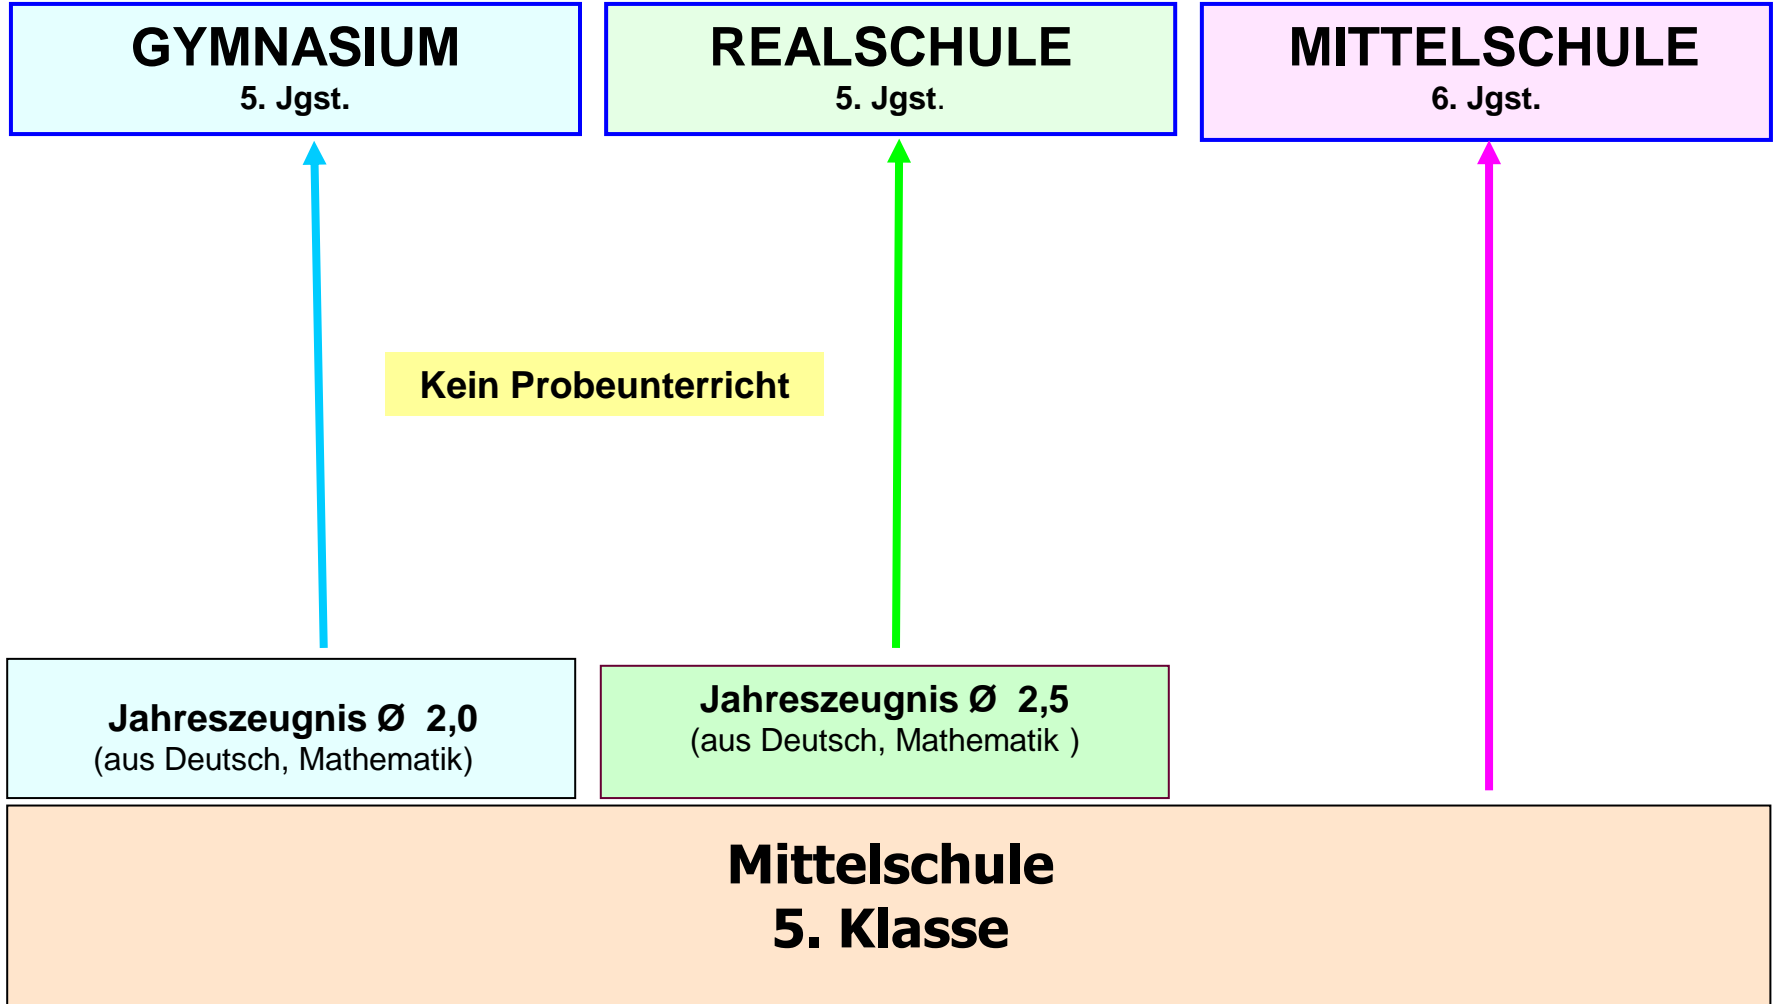 GYMNASIUM
5. Jgst.
REALSCHULE
5. Jgst.
MITTELSCHULE
6. Jgst.
Kein Probeunterricht
Jahreszeugnis Ø 2,0
(aus Deutsch, Mathematik)
Jahreszeugnis Ø 2,5
(aus Deutsch, Mathematik )
Mittelschule
5. Klasse